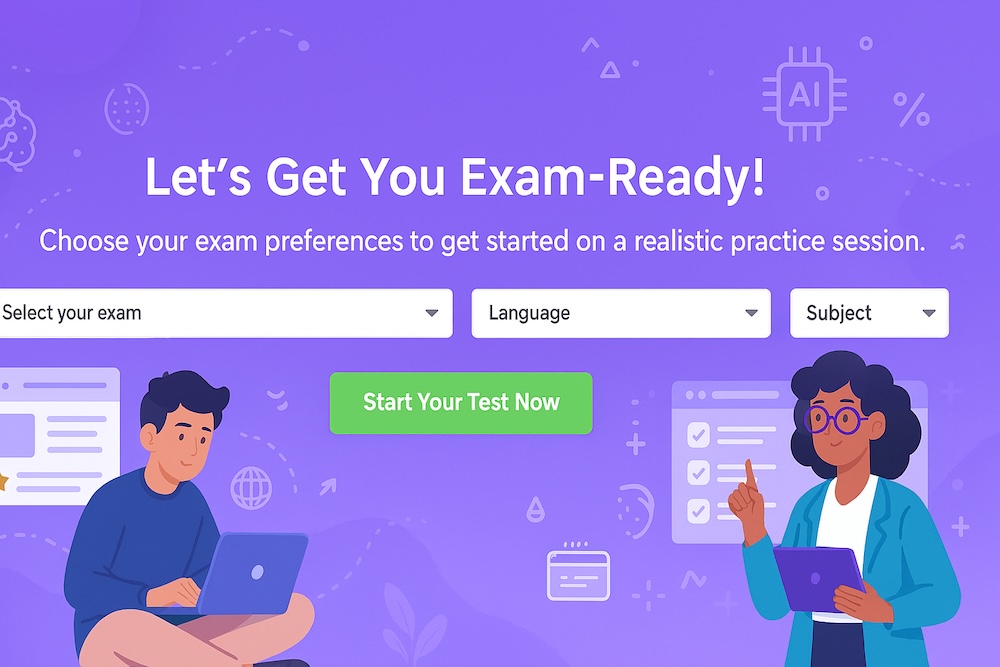 AI
%
Let's Get You Exam-Ready!
Choose your exam preferences to get started on a realistic practice session.
Select your exam
Language
Subject
Start Your Test Now